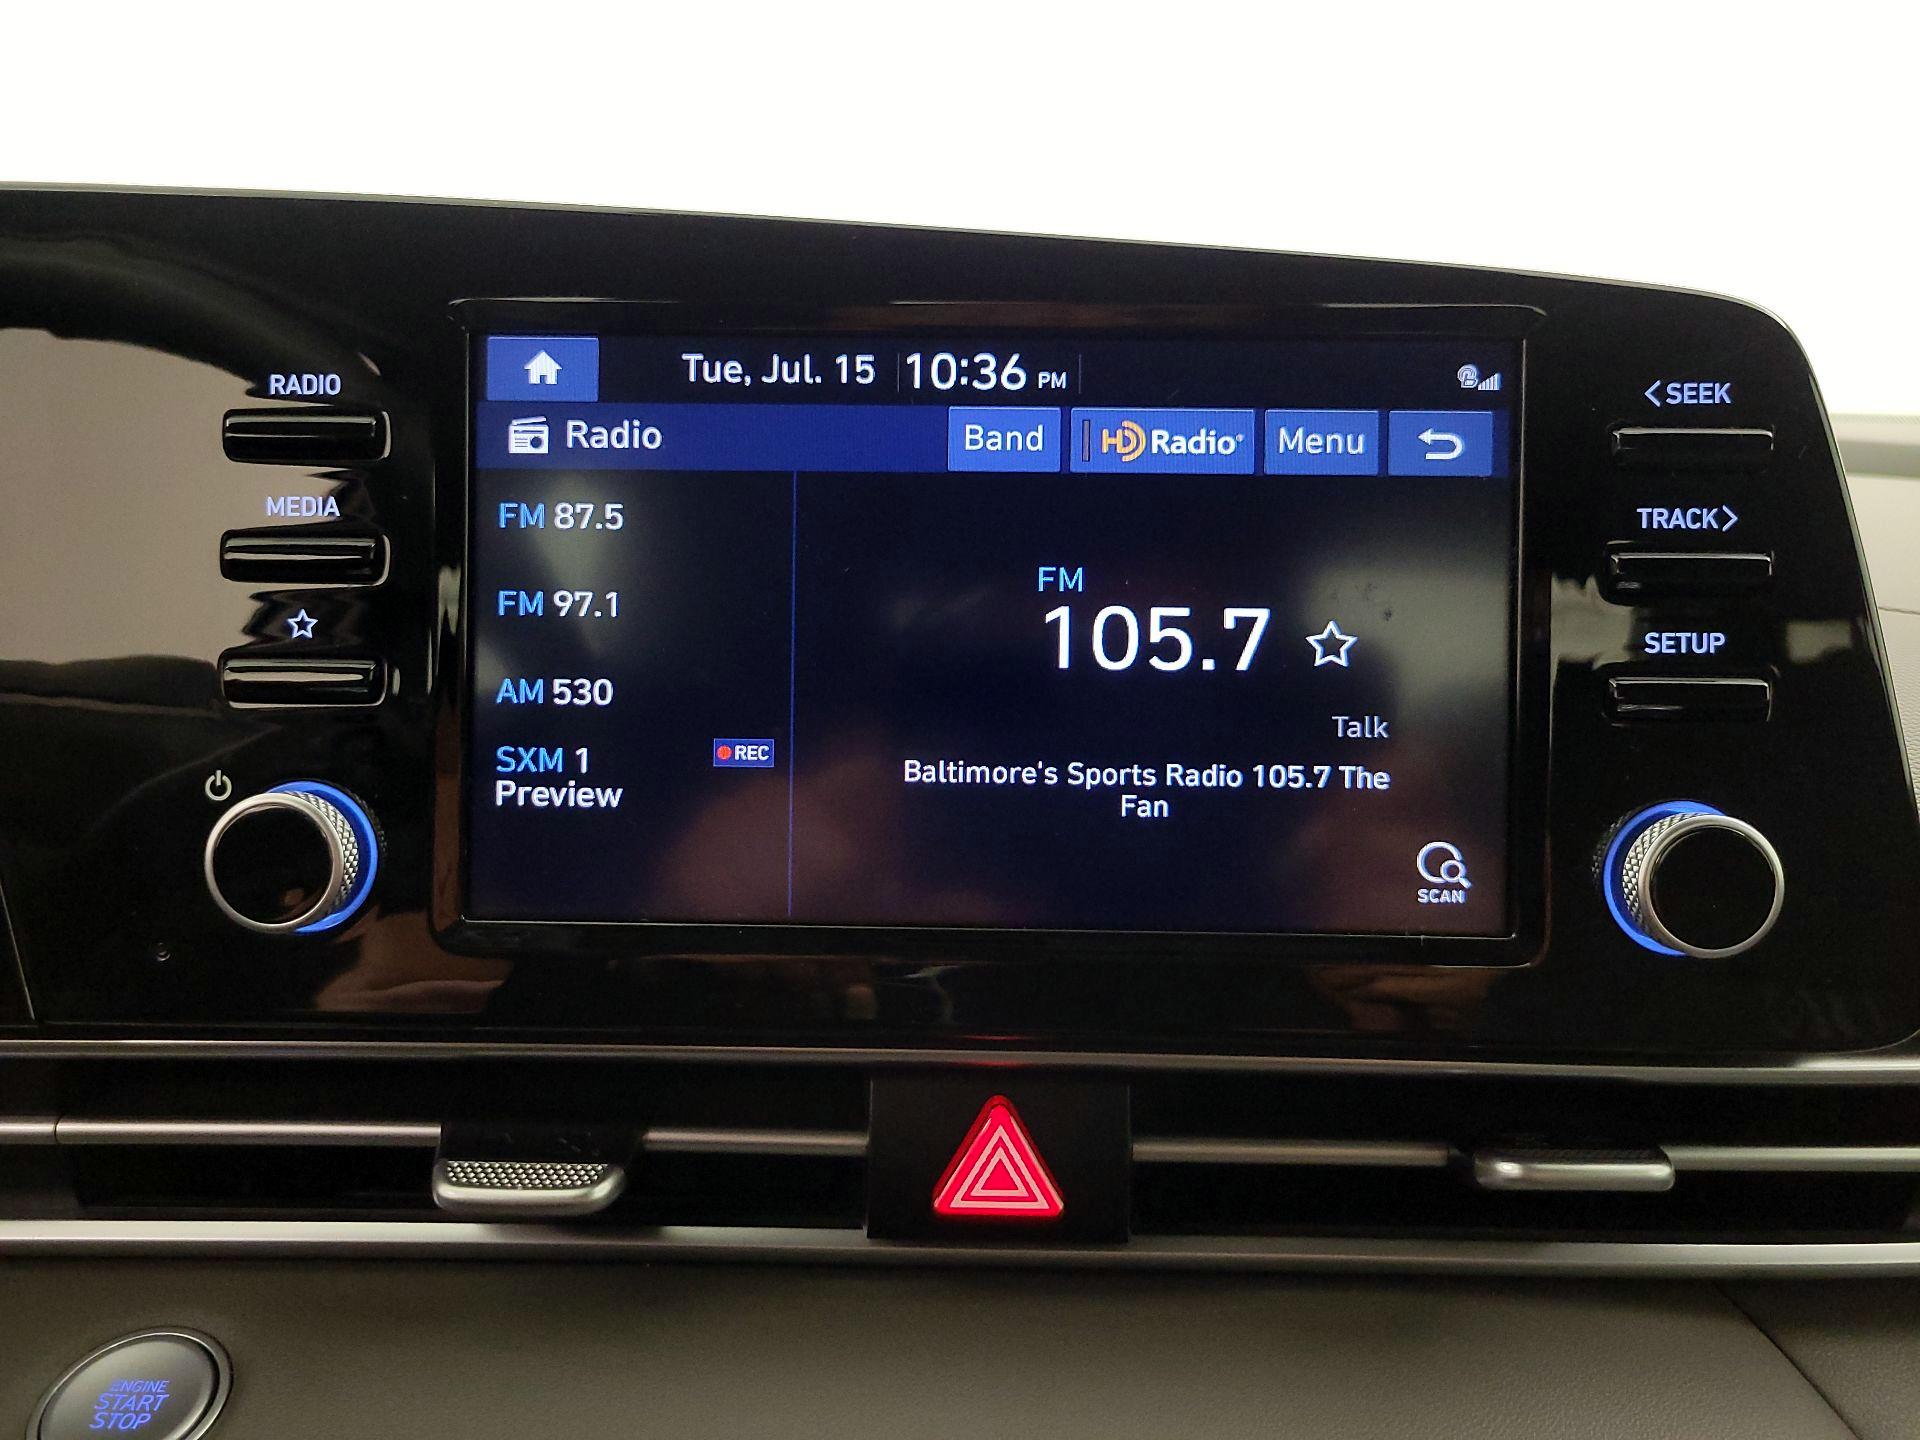 Tue, Jul. 15 10:36 PM
Radio Band HD Radio® Menu
RADIO
MEDIA
FM 87.5
FM 97.1
AM 530
SXM 1
Preview
REC
FM
105.7
Talk
Baltimore's Sports Radio 105.7 The
Fan
SCAN
<SEEK
TRACK>
SETUP
ENGINE
START
STOP